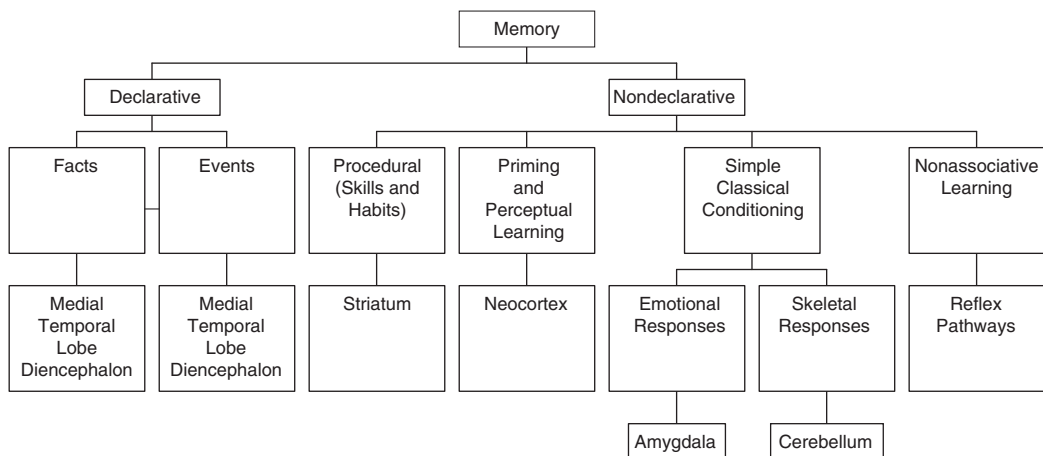 Memory
Declarative
Nondeclarative
Facts
Events
Procedural
(Skills and
Habits)
Priming
and
Perceptual
Learning
Simple
Classical
Conditioning
Nonassociative
Learning
Medial
Temporal
Lobe
Diencephalon
Medial
Temporal
Lobe
Diencephalon
Striatum
Neocortex
Emotional
Responses
Skeletal
Responses
Reflex
Pathways
Amygdala
Cerebellum